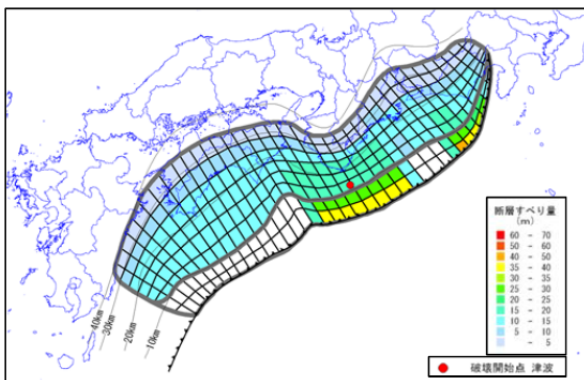 断層すべり量
(m)
60 － 70
50 － 60
40 － 50
35 － 40
30 － 35
25 － 30
20 － 25
15 － 20
10 － 15
5 － 10
－ 5
40km
30km
20km
10km
破壊開始点 津波